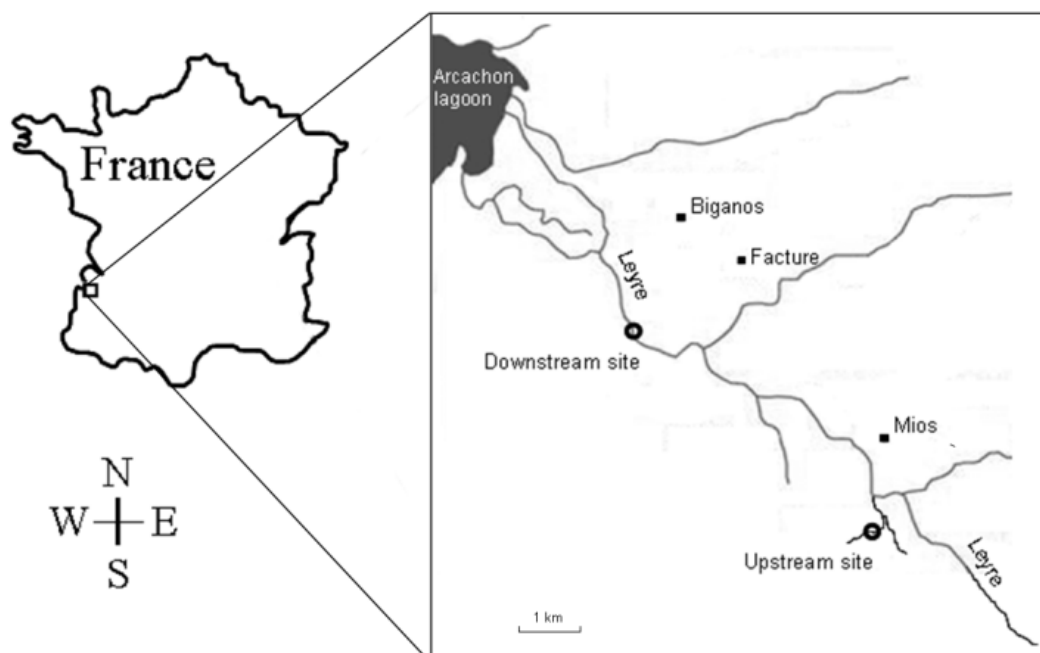 France
N
W E
S
Arcachon
lagoon
Biganos
Facture
Leyre
Downstream site
Mios
Upstream site
Leyre
1 km